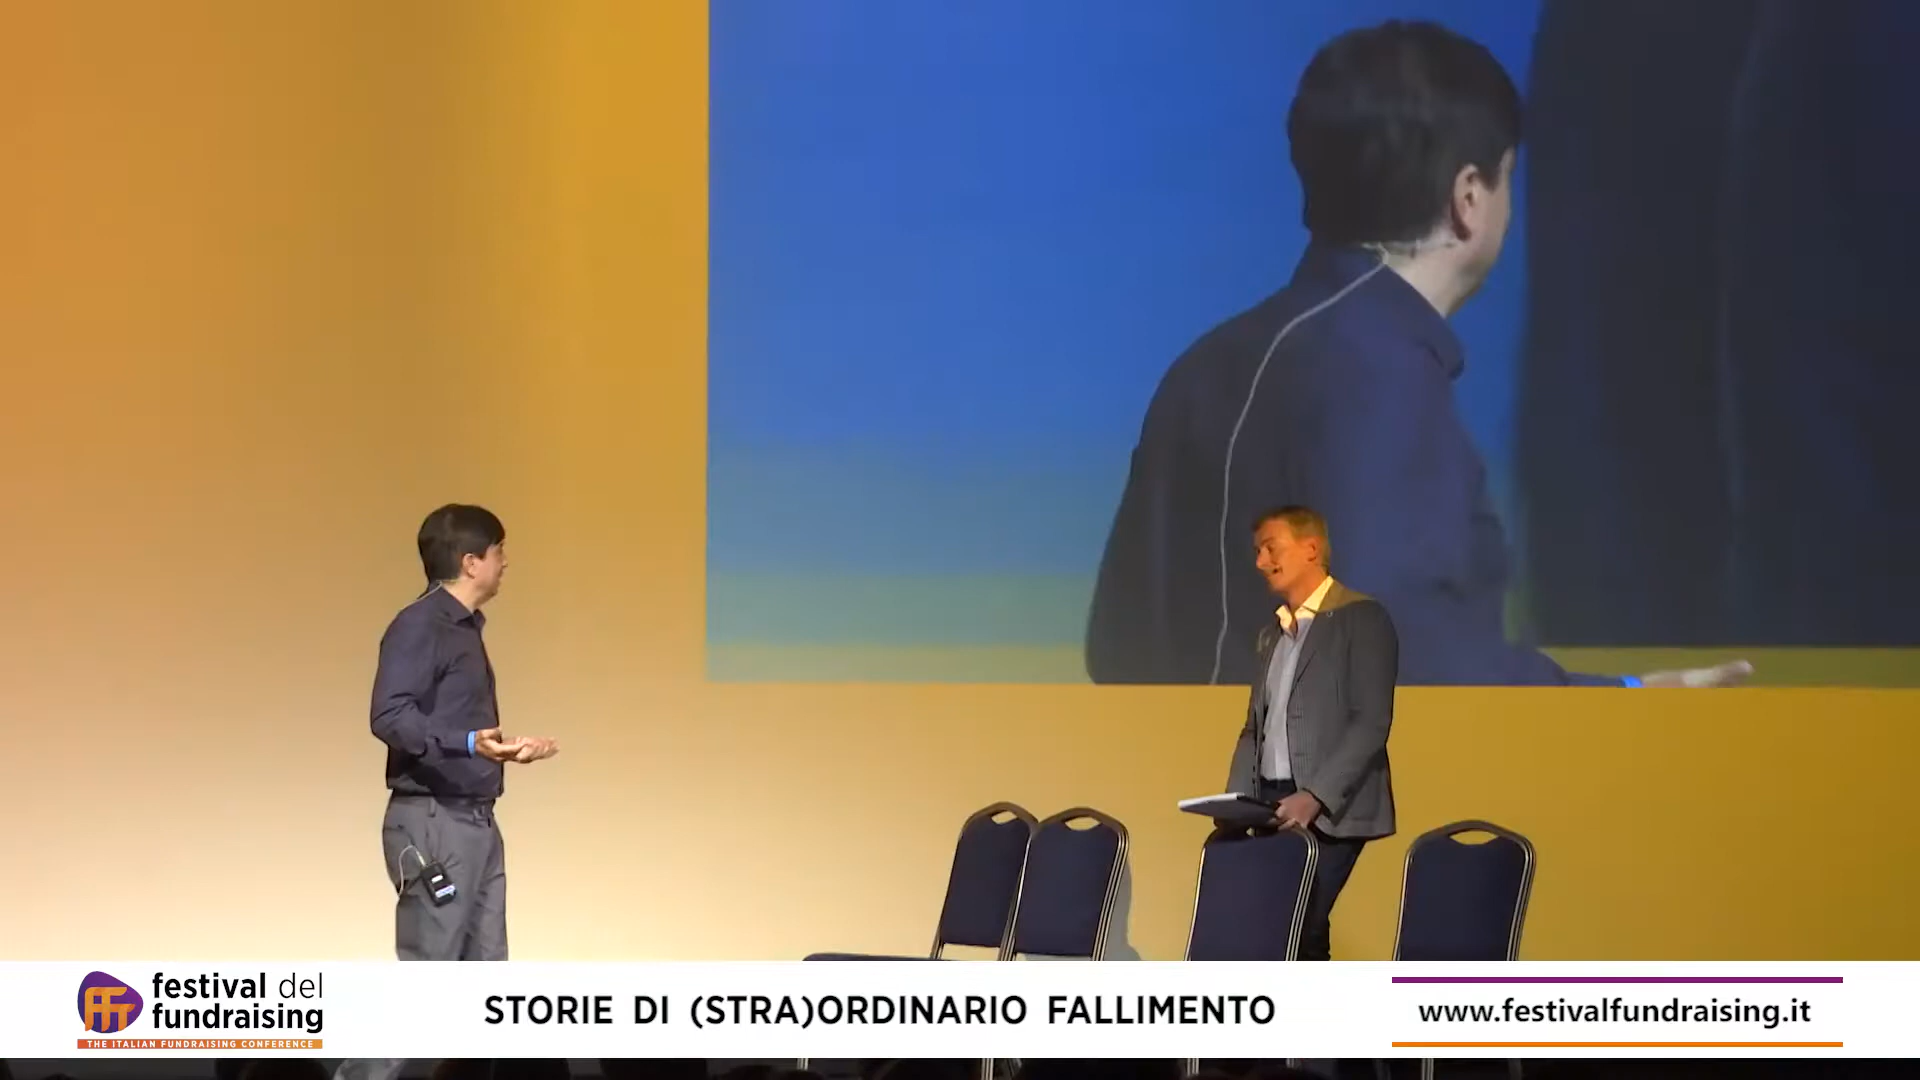 festival del
fundraising
THE ITALIAN FUNDRAISING CONFERENCE
STORIE DI (STRA)ORDINARIO FALLIMENTO
www.festivalfundraising.it